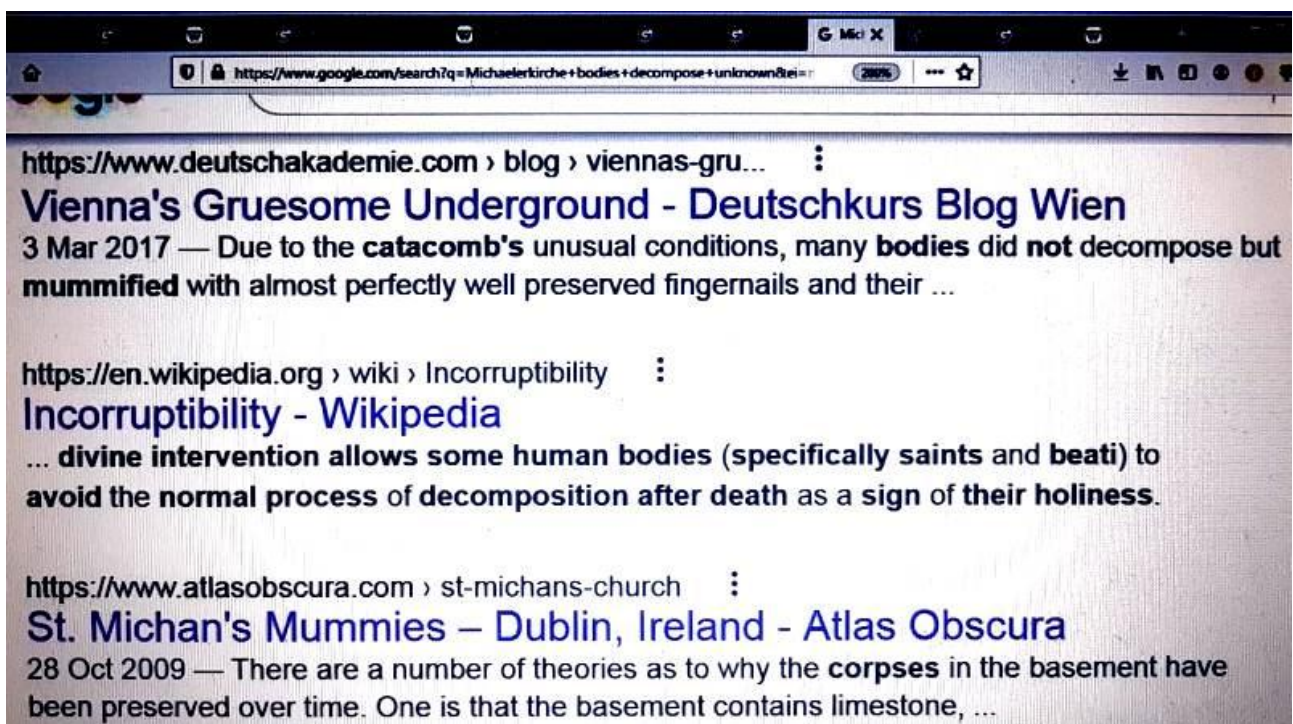 G Mici X
https://www.google.com/search?q=Michaelerkirche+bodies+decompose+unknown&ei=r
200%
https://www.deutschakademie.com › blog › viennas-gru...
Vienna's Gruesome Underground - Deutschkurs Blog Wien
3 Mar 2017 — Due to the catacomb's unusual conditions, many bodies did not decompose but
mummified with almost perfectly well preserved fingernails and their ...
https://en.wikipedia.org › wiki › Incorruptibility
Incorruptibility - Wikipedia
... divine intervention allows some human bodies (specifically saints and beati) to
avoid the normal process of decomposition after death as a sign of their holiness.
https://www.atlasobscura.com › st-michans-church
St. Michan's Mummies – Dublin, Ireland - Atlas Obscura
28 Oct 2009 — There are a number of theories as to why the corpses in the basement have
been preserved over time. One is that the basement contains limestone, ...